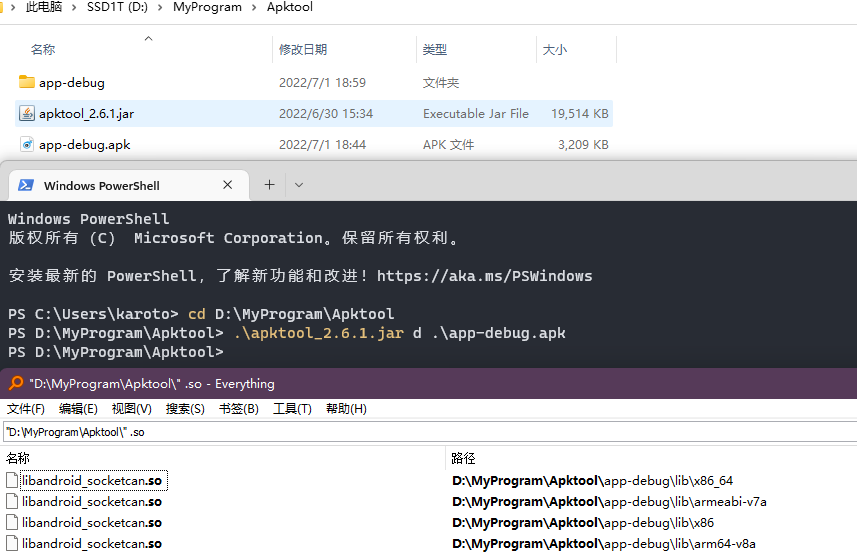 此电脑 > SSD1T (D:) > MyProgram > Apktool
名称 修改日期 类型 大小
app-debug 2022/7/1 18:59 文件夹
apktool_2.6.1.jar 2022/6/30 15:34 Executable Jar File 19,514 KB
app-debug.apk 2022/7/1 18:44 APK 文件 3,209 KB
Windows PowerShell
Windows PowerShell
版权所有 (C) Microsoft Corporation。保留所有权利。
安装最新的 PowerShell，了解新功能和改进！https://aka.ms/PSWindows
PS C:\Users\karoto> cd D:\MyProgram\Apktool
PS D:\MyProgram\Apktool> .\apktool_2.6.1.jar d .\app-debug.apk
PS D:\MyProgram\Apktool>
"D:\MyProgram\Apktool\" .so - Everything
文件(F) 编辑(E) 视图(V) 搜索(S) 书签(B) 工具(T) 帮助(H)
"D:\MyProgram\Apktool\" .so
名称 路径
libandroid_socketcan.so D:\MyProgram\Apktool\app-debug\lib\x86_64
libandroid_socketcan.so D:\MyProgram\Apktool\app-debug\lib\armeabi-v7a
libandroid_socketcan.so D:\MyProgram\Apktool\app-debug\lib\x86
libandroid_socketcan.so D:\MyProgram\Apktool\app-debug\lib\arm64-v8a